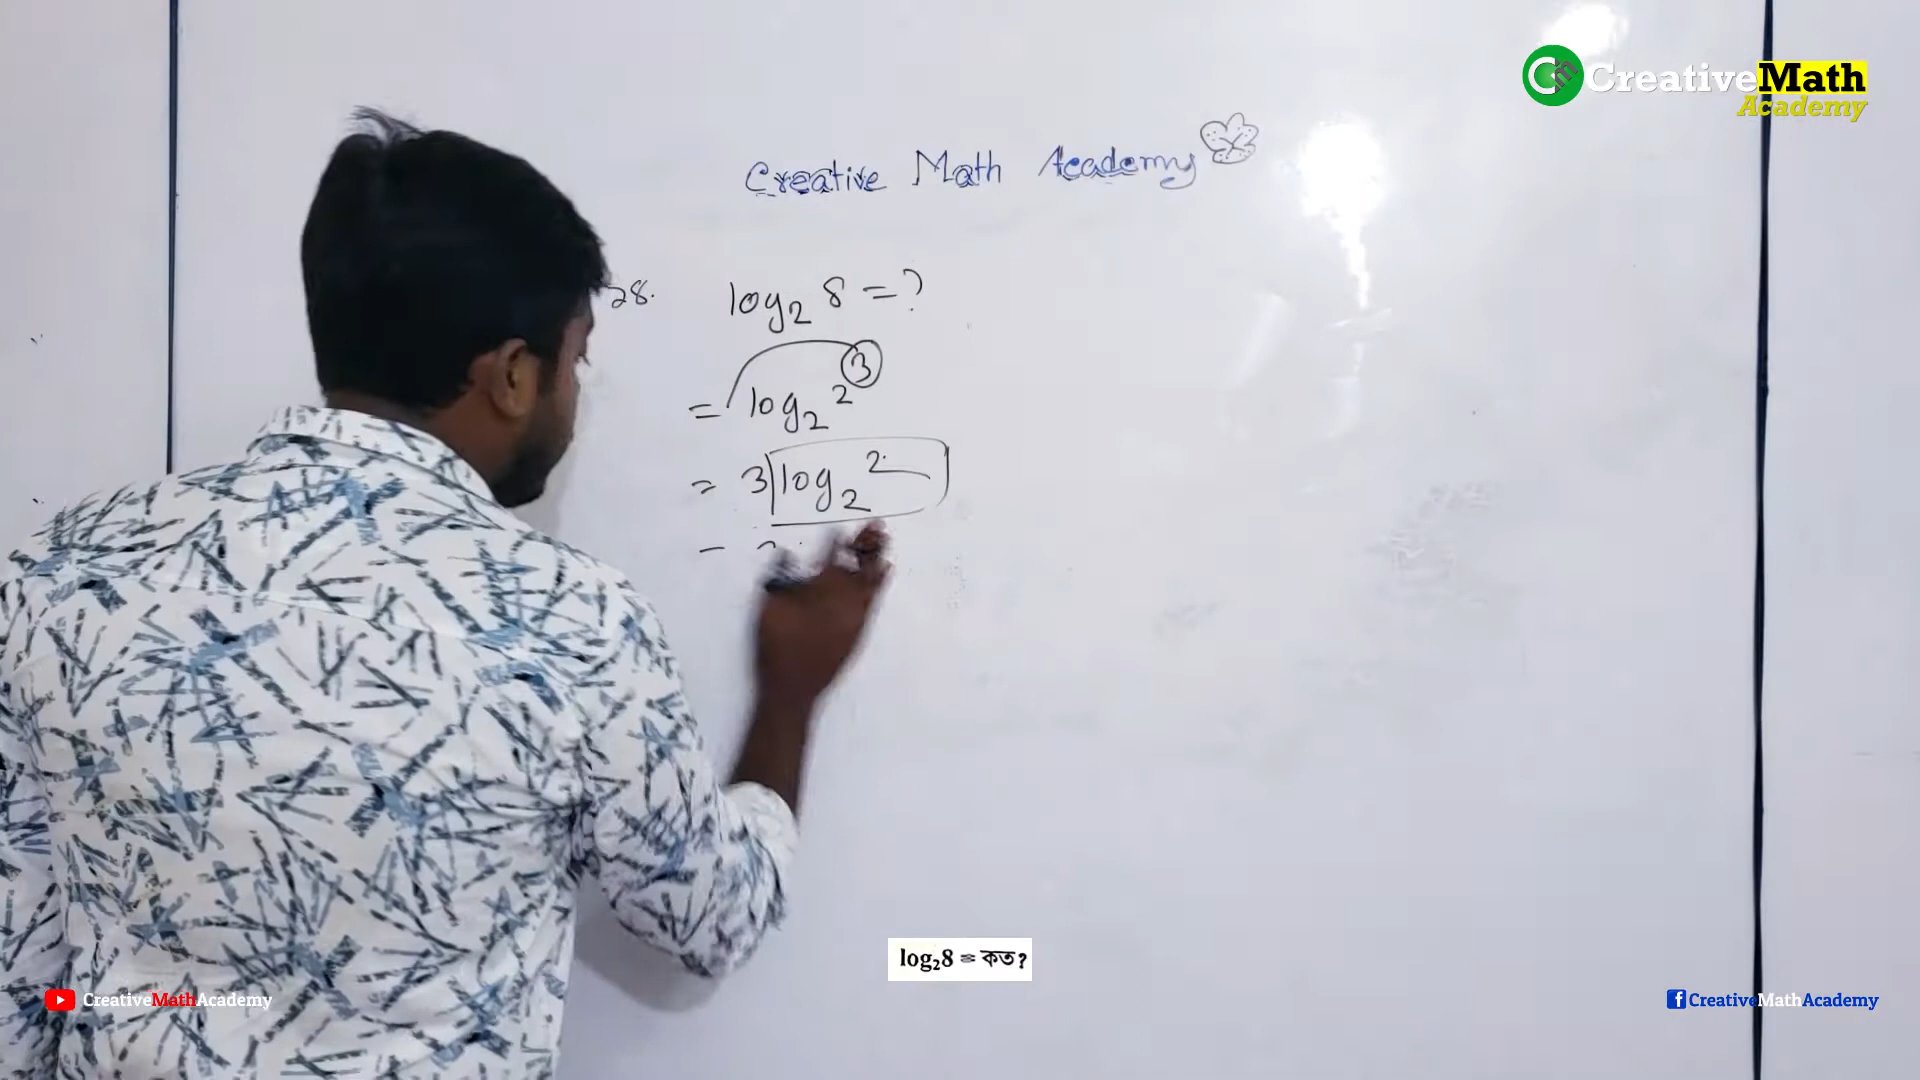 CreativeMath
Academy
Creative Math Academy
28. log₂ 8 = ?
= log₂ 2³
= 3 log₂ 2
log₂8 = কত?
CreativeMathAcademy
CreativeMathAcademy